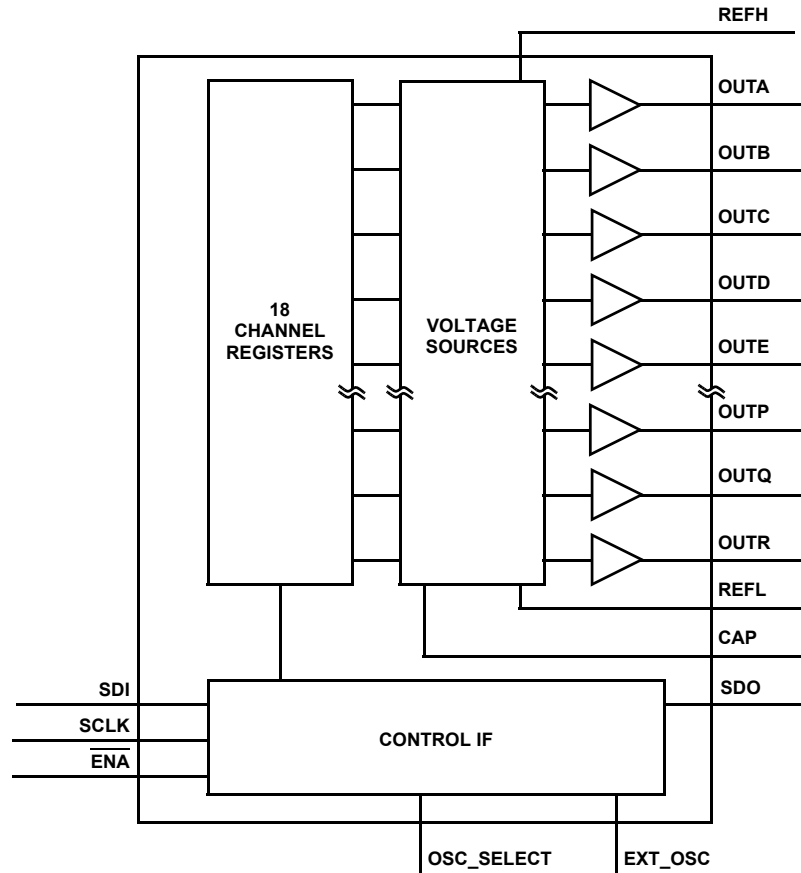 REFH
OUTA
OUTB
OUTC
OUTD
18
CHANNEL
REGISTERS
VOLTAGE
SOURCES
OUTE
OUTP
OUTQ
OUTR
REFL
CAP
SDI
SDO
SCLK
ENA
CONTROL IF
OSC_SELECT
EXT_OSC